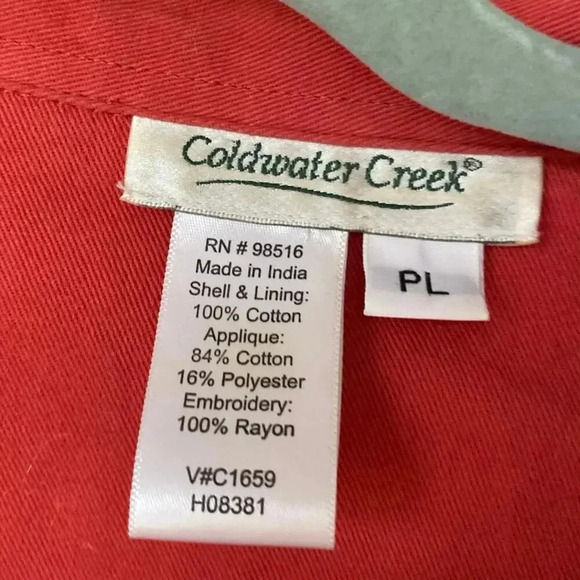 Coldwater Creek®
RN # 98516
Made in India
Shell & Lining:
100% Cotton
Applique:
84% Cotton
16% Polyester
Embroidery:
100% Rayon
V#C1659
H08381
PL